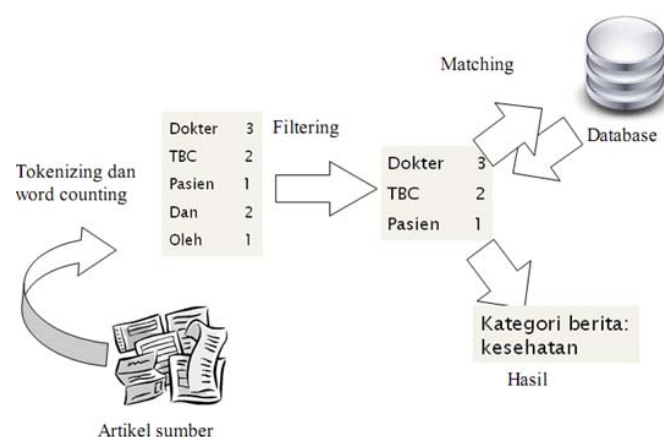 Artikel sumber
Tokenizing dan
word counting
Dokter 3
TBC 2
Pasien 1
Dan 2
Oleh 1
Filtering
Dokter 3
TBC 2
Pasien 1
Matching
Database
Kategori berita:
kesehatan
Hasil